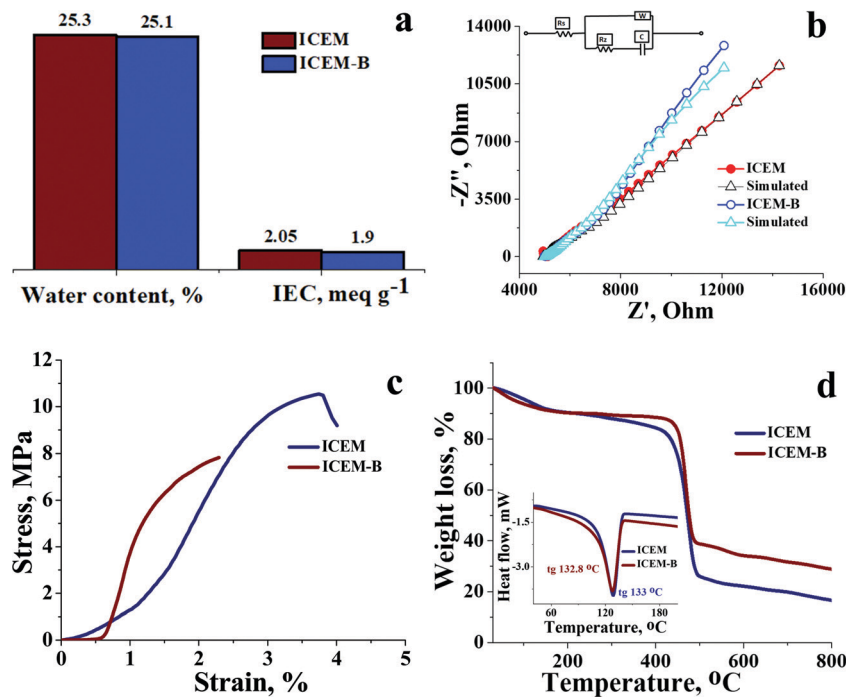 25.3
25.1
a
ICEM
ICEM-B
2.05
1.9
Water content, %
IEC, meq g-1
b
Rs
W
Rz
C
14000
10500
7000
3500
0
-Z'', Ohm
ICEM
Simulated
ICEM-B
Simulated
4000
8000
12000
16000
Z', Ohm
c
12
10
8
6
4
2
0
Stress, MPa
ICEM
ICEM-B
0
1
2
3
4
5
Strain, %
d
100
80
60
40
20
0
Weight loss, %
ICEM
ICEM-B
Heat flow, mW
-1.5
-3.0
ICEM
ICEM-B
tg 132.8 ºC
tg 133 ºC
60
120
180
Temperature, ºC
200
400
600
800
Temperature, ºC